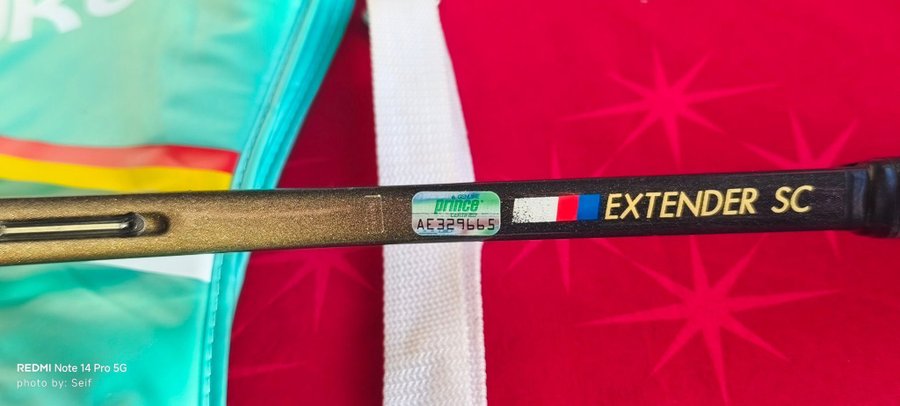 prince
AE329665
EXTENDER SC
REDMI Note 14 Pro 5G
photo by: Seif